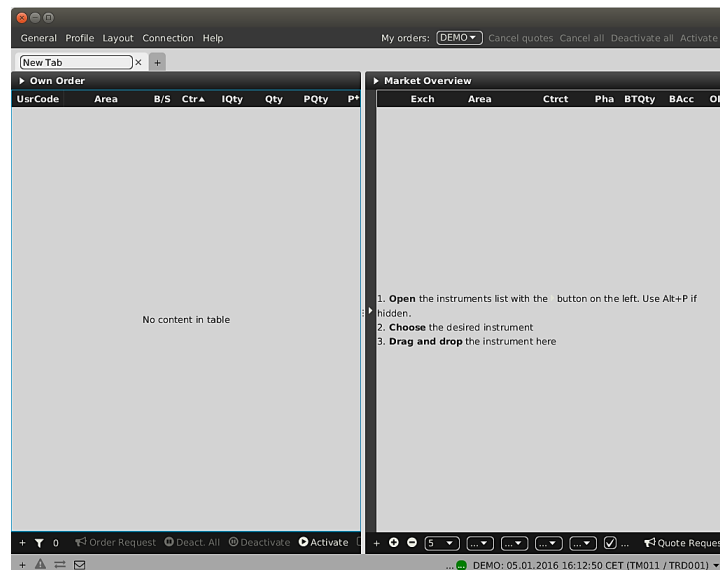 General Profile Layout Connection Help My orders: DEMO Cancel quotes Cancel all Deactivate all Activate
New Tab × +
Own Order
UsrCode Area B/S Ctr IQty Qty PQty P+
No content in table
+ 0 Order Request Deact. All Deactivate Activate
Market Overview
Exch Area Ctrct Pha BTQty BAcc
1. Open the instruments list with the button on the left. Use Alt+P if
hidden.
2. Choose the desired instrument
3. Drag and drop the instrument here
+ 5 ... ... ... ... ... Quote Reques
+ ... DEMO: 05.01.2016 16:12:50 CET (TM011 / TRD001)